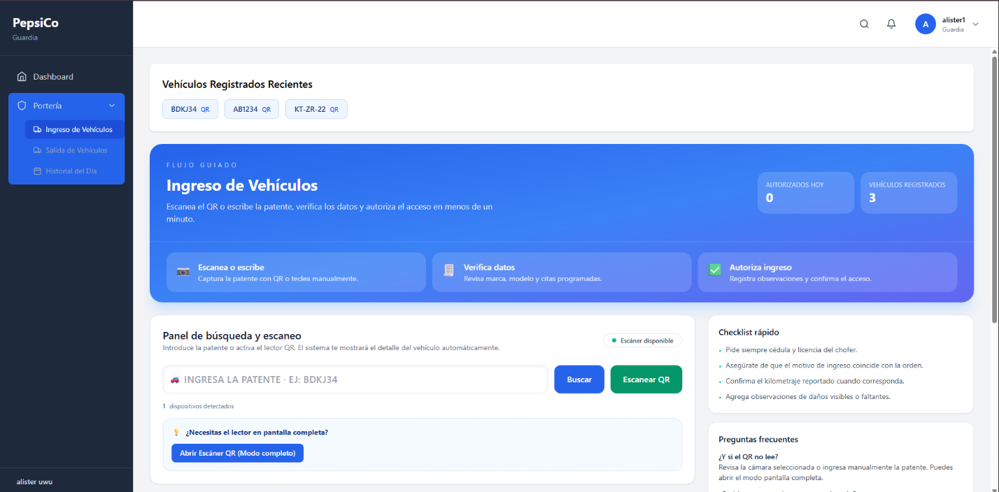 PepsiCo
Guardia
Dashboard
Portería
Ingreso de Vehículos
Salida de Vehículos
Historial del Día
alister uwu
A
alister1
Guardia
Vehículos Registrados Recientes
BDKJ34 QR
AB1234 QR
KT-ZR-22 QR
FLUJO GUIADO
Ingreso de Vehículos
Escanea el QR o escribe la patente, verifica los datos y autoriza el acceso en menos de un
minuto.
AUTORIZADOS HOY
0
VEHÍCULOS REGISTRADOS
3
Escanea o escribe
Captura la patente con QR o teclea manualmente.
Verifica datos
Revisa marca, modelo y citas programadas.
Autoriza ingreso
Registra observaciones y confirma el acceso.
Panel de búsqueda y escaneo
Introduce la patente o activa el lector QR. El sistema te mostrará el detalle del vehículo automáticamente.
Escáner disponible
INGRESA LA PATENTE · EJ: BDKJ34
Buscar
Escanear QR
1 dispositivos detectados
¿Necesitas el lector en pantalla completa?
Abrir Escáner QR (Modo completo)
Checklist rápido
• Pide siempre cédula y licencia del chofer.
• Asegúrate de que el motivo de ingreso coincide con la orden.
• Confirma el kilometraje reportado cuando corresponda.
• Agrega observaciones de daños visibles o faltantes.
Preguntas frecuentes
¿Y si el QR no lee?
Revisa la cámara seleccionada o ingresa manualmente la patente. Puedes
abrir el modo pantalla completa.